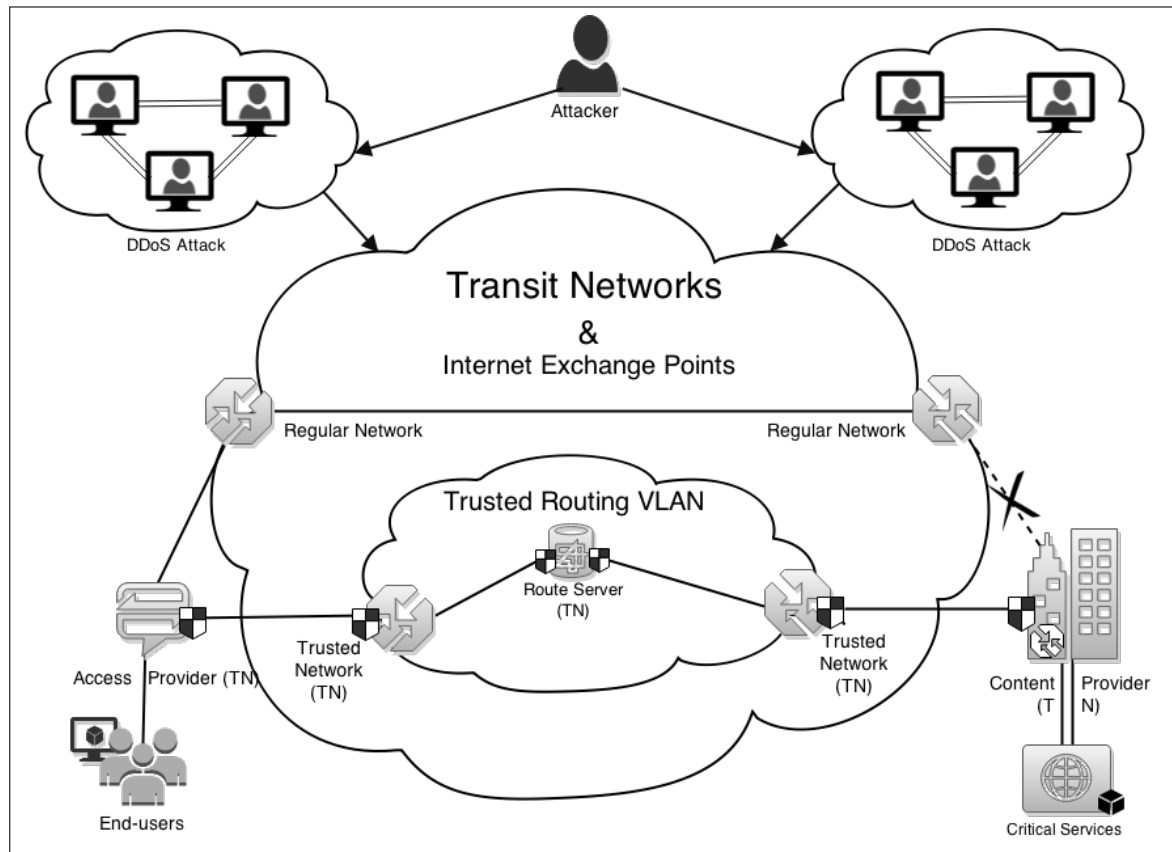 Attacker
DDoS Attack
DDoS Attack
Transit Networks
&
Internet Exchange Points
Regular Network
Regular Network
Trusted Routing VLAN
Route Server
(TN)
Trusted
Network
(TN)
Trusted
Network
(TN)
Access Provider (TN)
Content Provider
(T N)
End-users
Critical Services